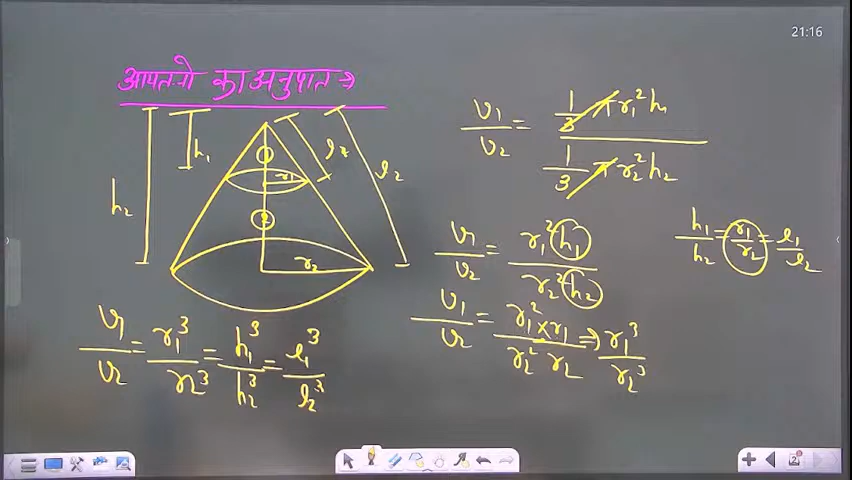 21:16
आयतनो का अनुपात ⇒
V₁/V₂ = 1/3 π r₁² h₁ / 1/3 π r₂² h₂
h₁
l₂
l₂
h₂
1
r₁
2
r₂
V₁/V₂ = r₁² h₁ / r₂² h₂
h₁/h₂ = r₁/r₂ = l₁/l₂
V₁/V₂ = r₁² × r₁ / r₂² r₂ ⇒ r₁³ / r₂³
V₁/V₂ = r₁³/r₂³ = h₁³/h₂³ = l₁³/l₂³
2